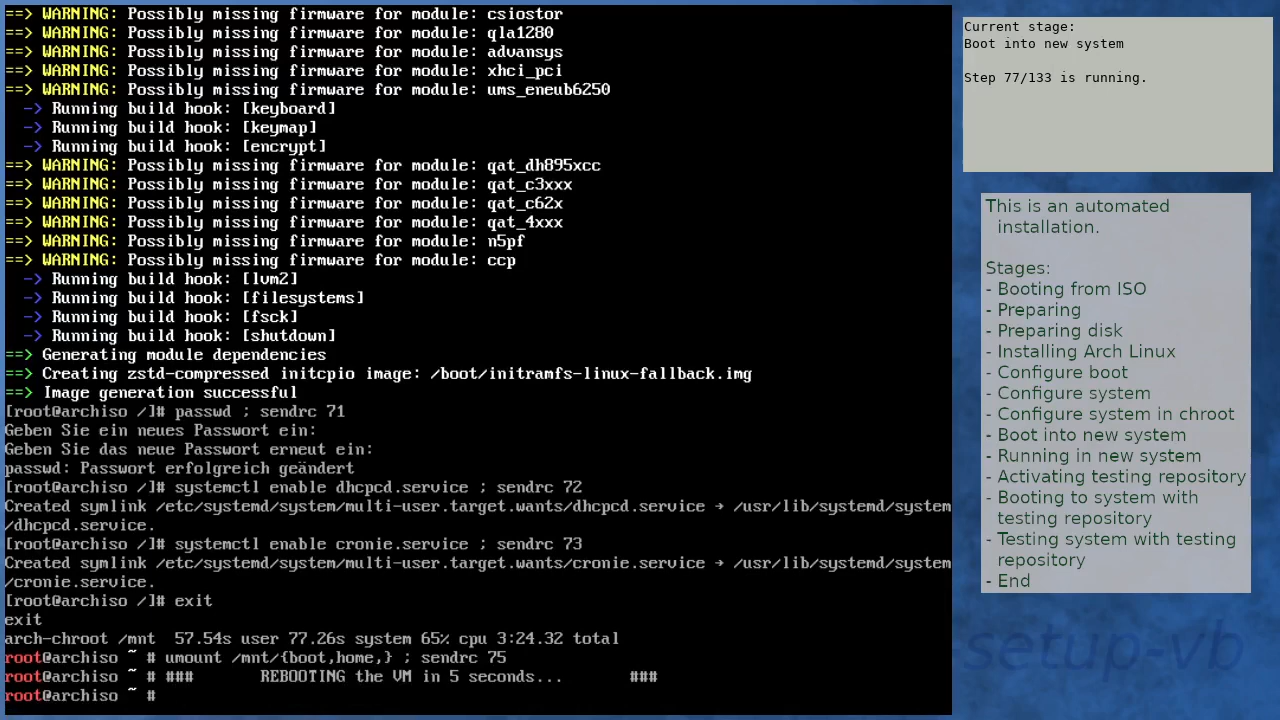 ==> WARNING: Possibly missing firmware for module: csiostor
==> WARNING: Possibly missing firmware for module: qla1280
==> WARNING: Possibly missing firmware for module: advansys
==> WARNING: Possibly missing firmware for module: xhci_pci
==> WARNING: Possibly missing firmware for module: ums_eneub6250
  -> Running build hook: [keyboard]
  -> Running build hook: [keymap]
  -> Running build hook: [encrypt]
==> WARNING: Possibly missing firmware for module: qat_dh895xcc
==> WARNING: Possibly missing firmware for module: qat_c3xxx
==> WARNING: Possibly missing firmware for module: qat_c62x
==> WARNING: Possibly missing firmware for module: qat_4xxx
==> WARNING: Possibly missing firmware for module: n5pf
==> WARNING: Possibly missing firmware for module: ccp
  -> Running build hook: [lvm2]
  -> Running build hook: [filesystems]
  -> Running build hook: [fsck]
  -> Running build hook: [shutdown]
==> Generating module dependencies
==> Creating zstd-compressed initcpio image: /boot/initramfs-linux-fallback.img
==> Image generation successful
[root@archiso /]# passwd ; sendrc 71
Geben Sie ein neues Passwort ein:
Geben Sie das neue Passwort erneut ein:
passwd: Passwort erfolgreich geändert
[root@archiso /]# systemctl enable dhcpcd.service ; sendrc 72
Created symlink /etc/systemd/system/multi-user.target.wants/dhcpcd.service → /usr/lib/systemd/system
/dhcpcd.service.
[root@archiso /]# systemctl enable cronie.service ; sendrc 73
Created symlink /etc/systemd/system/multi-user.target.wants/cronie.service → /usr/lib/systemd/system
/cronie.service.
[root@archiso /]# exit
exit
arch-chroot /mnt  57.54s user 77.26s system 65% cpu 3:24.32 total
root@archiso ~ # umount /mnt/{boot,home,} ; sendrc 75
root@archiso ~ # ###       REBOOTING the VM in 5 seconds...       ###
root@archiso ~ #
Current stage:
Boot into new system
Step 77/133 is running.
This is an automated
installation.
Stages:
- Booting from ISO
- Preparing
- Preparing disk
- Installing Arch Linux
- Configure boot
- Configure system
- Configure system in chroot
- Boot into new system
- Running in new system
- Activating testing repository
- Booting to system with
testing repository
- Testing system with testing
repository
- End
setup-vb